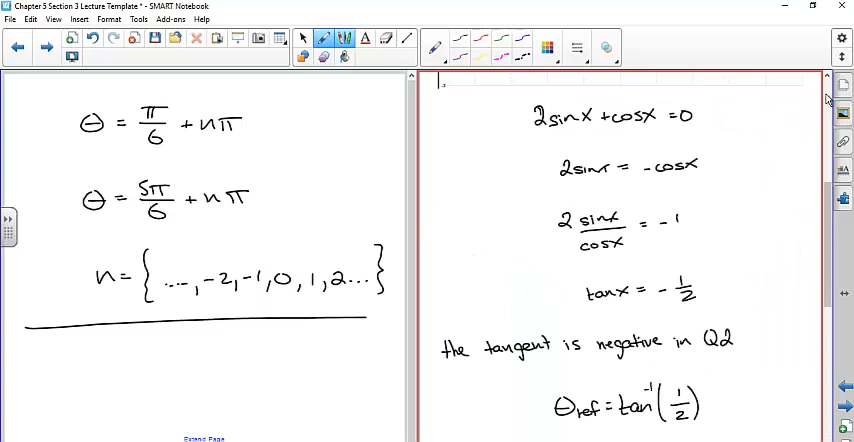 Chapter 5 Section 3 Lecture Template * - SMART Notebook
File Edit View Insert Format Tools Add-ons Help
θ = π/6 + nπ
θ = 5π/6 + nπ
n = { ..., -2, -1, 0, 1, 2... }
Extend Page
2sinx + cosx = 0
2sinx = -cosx
2 sinx/cosx = -1
tanx = - 1/2
the tangent is negative in Q2
θref = tan⁻¹(1/2)